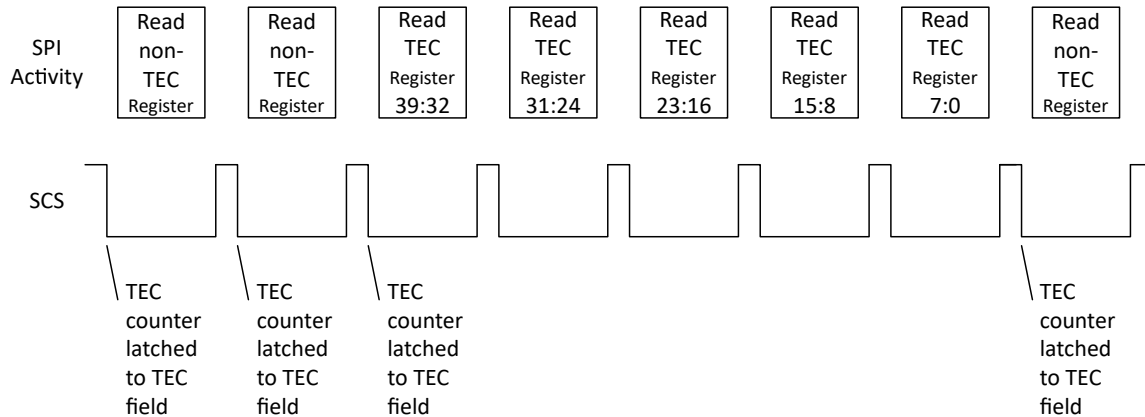 SPI
Activity
Read
non-
TEC
Register
Read
non-
TEC
Register
Read
TEC
Register
39:32
Read
TEC
Register
31:24
Read
TEC
Register
23:16
Read
TEC
Register
15:8
Read
TEC
Register
7:0
Read
non-
TEC
Register
SCS
TEC
counter
latched
to TEC
field
TEC
counter
latched
to TEC
field
TEC
counter
latched
to TEC
field
TEC
counter
latched
to TEC
field